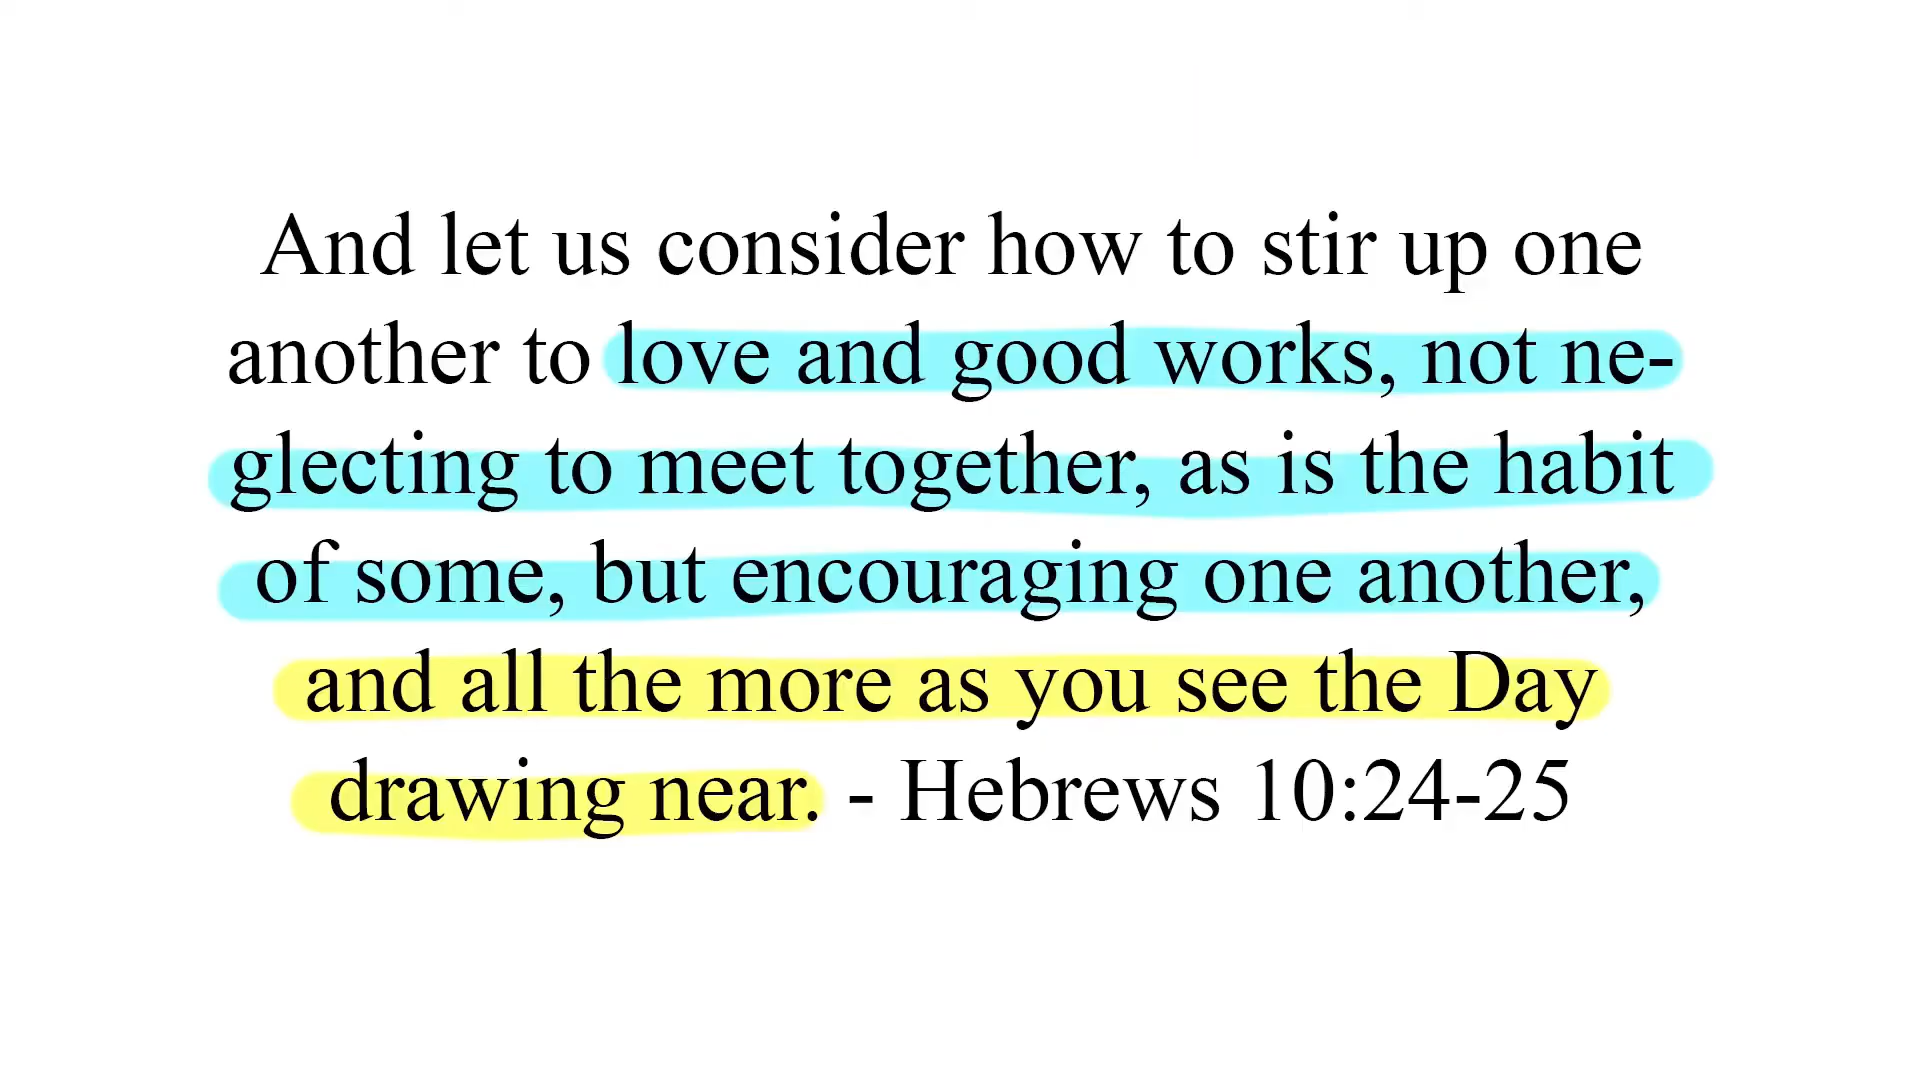 And let us consider how to stir up one
another to love and good works, not ne-
glecting to meet together, as is the habit
of some, but encouraging one another,
and all the more as you see the Day
drawing near. - Hebrews 10:24-25